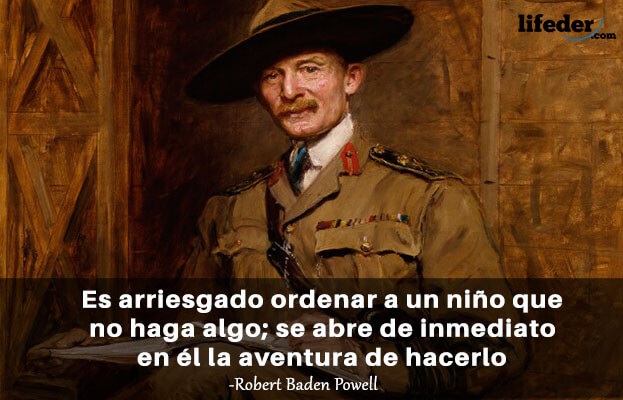 lifeder
.com
Es arriesgado ordenar a un niño que
no haga algo; se abre de inmediato
en él la aventura de hacerlo
-Robert Baden Powell